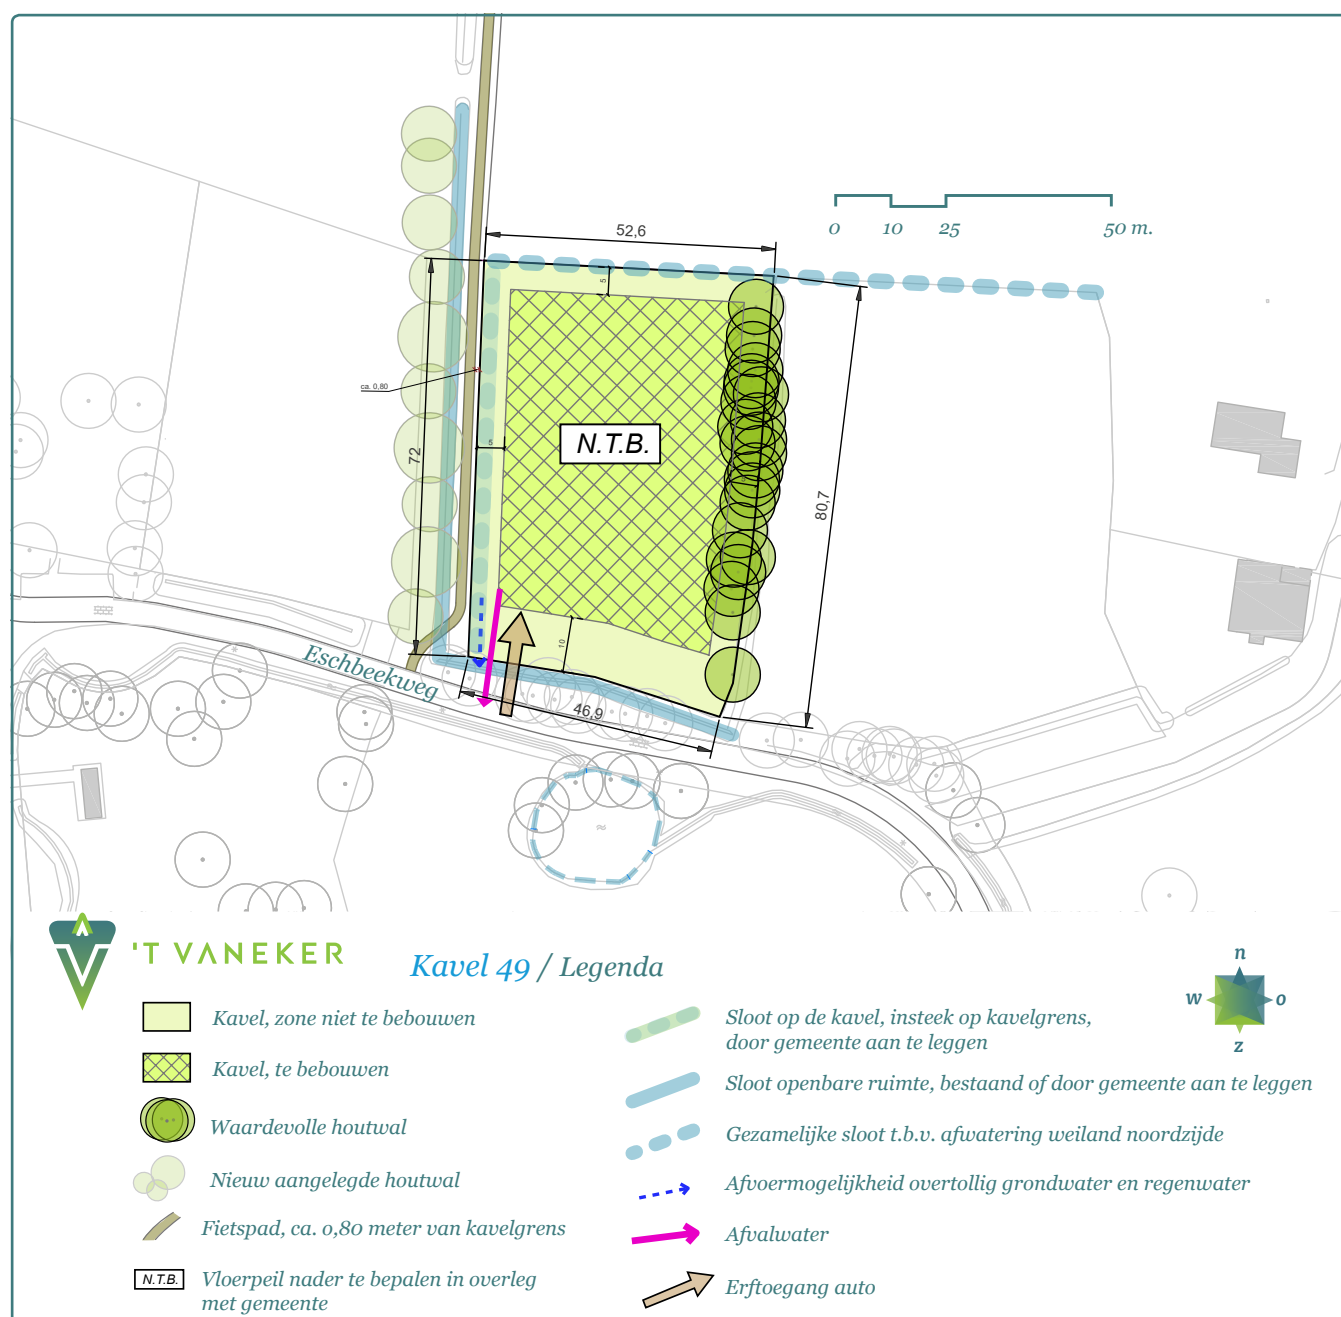 52,6
0 10 25 50 m.
5
ca. 0,80
N.T.B.
5
72
80,7
10
Eschbeekweg
46,9
'T VANEKER
Kavel 49 / Legenda
n
w o
z
Kavel, zone niet te bebouwen
Kavel, te bebouwen
Waardevolle houtwal
Nieuw aangelegde houtwal
Fietspad, ca. 0,80 meter van kavelgrens
N.T.B. Vloerpeil nader te bepalen in overleg
met gemeente
Sloot op de kavel, insteek op kavelgrens,
door gemeente aan te leggen
Sloot openbare ruimte, bestaand of door gemeente aan te leggen
Gezamelijke sloot t.b.v. afwatering weiland noordzijde
Afvoermogelijkheid overtollig grondwater en regenwater
Afvalwater
Erftoegang auto